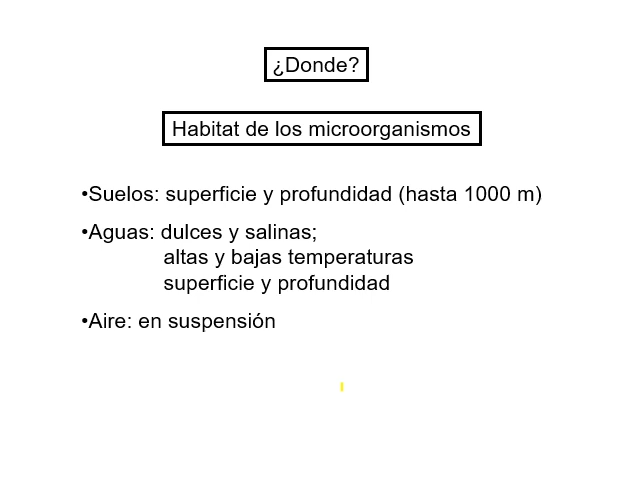 ¿Donde?
Habitat de los microorganismos
•Suelos: superficie y profundidad (hasta 1000 m)
•Aguas: dulces y salinas;
altas y bajas temperaturas
superficie y profundidad
•Aire: en suspensión